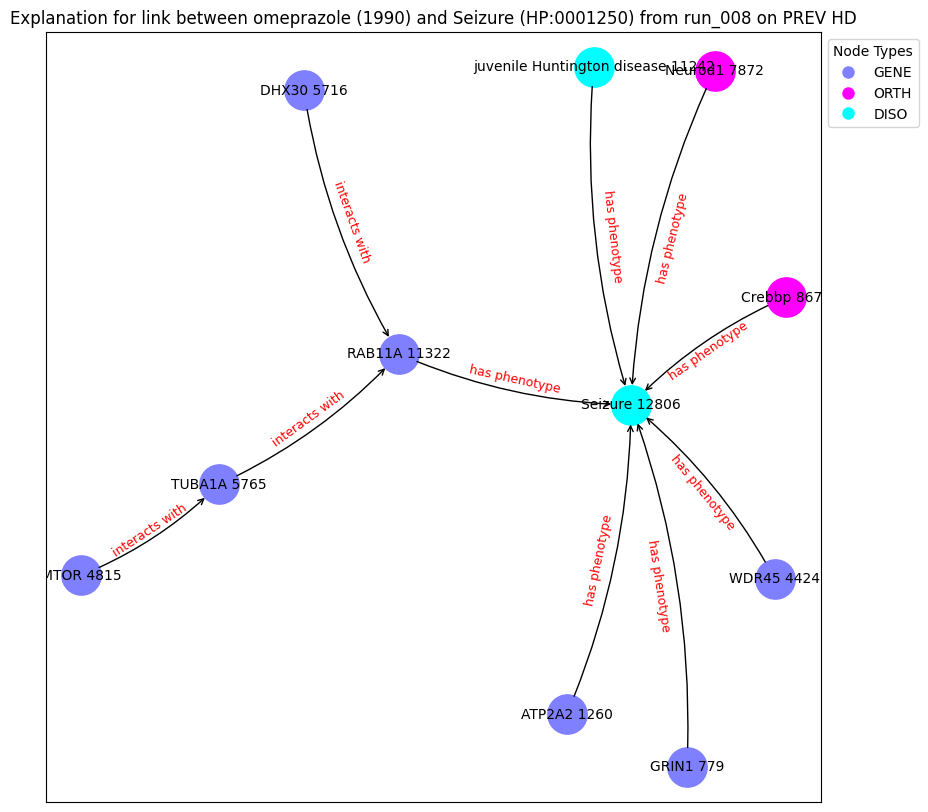 Explanation for link between omeprazole (1990) and Seizure (HP:0001250) from run_008 on PREV HD
Node Types
GENE
ORTH
DISO
juvenile Huntington disease 11242
Neurod1 7872
DHX30 5716
interacts with
has phenotype
has phenotype
Crebbp 867
has phenotype
RAB11A 11322
has phenotype
Seizure 12806
interacts with
TUBA1A 5765
has phenotype
interacts with
MTOR 4815
has phenotype
has phenotype
WDR45 4424
ATP2A2 1260
GRIN1 779